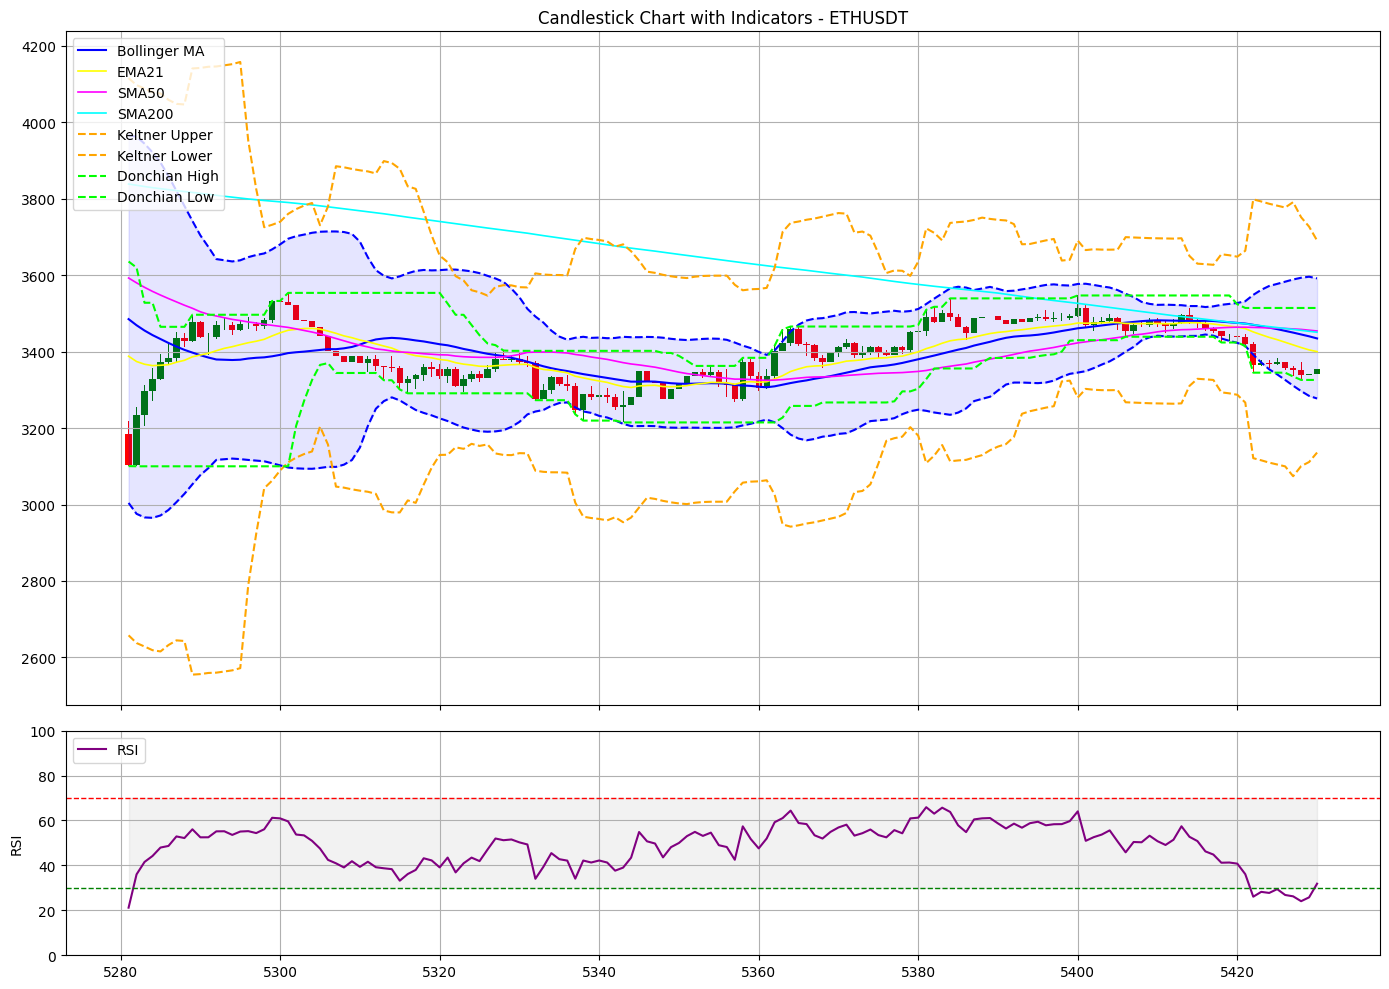 Candlestick Chart with Indicators - ETHUSDT
4200
4000
3800
3600
3400
3200
3000
2800
2600
Bollinger MA
EMA21
SMA50
SMA200
Keltner Upper
Keltner Lower
Donchian High
Donchian Low
100
80
60
40
20
0
RSI
RSI
5280
5300
5320
5340
5360
5380
5400
5420